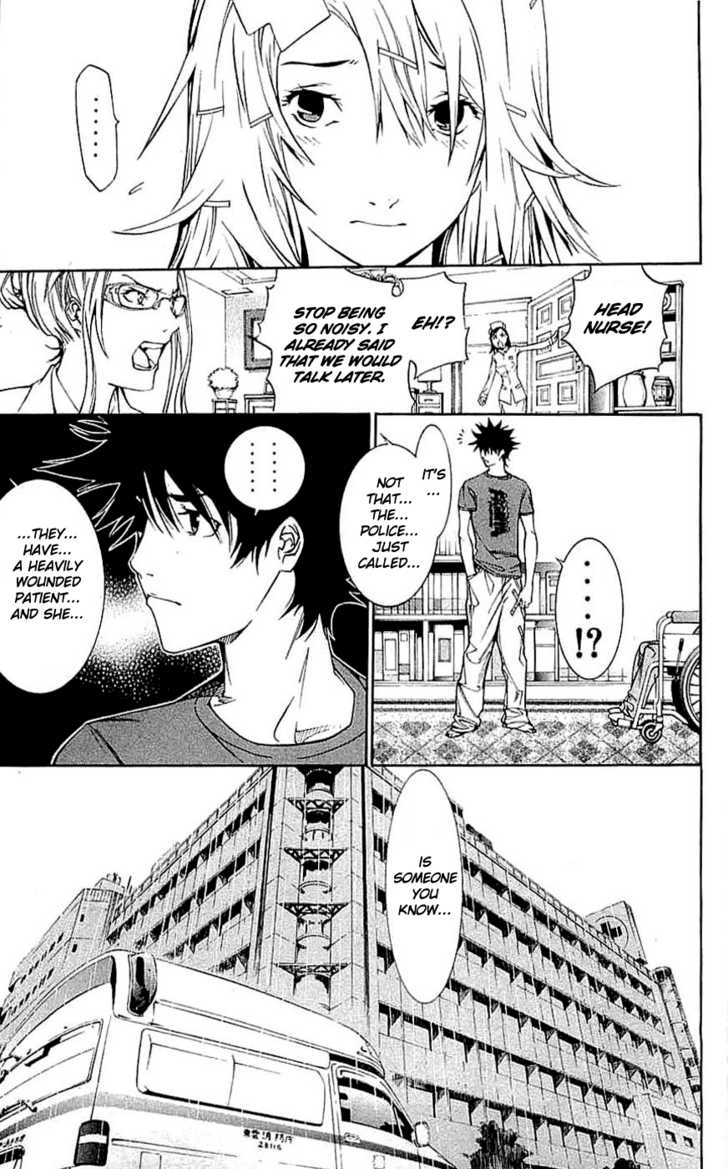 ......
HEAD
NURSE!
EH!?
STOP BEING
SO NOISY. I
ALREADY SAID
THAT WE WOULD
TALK LATER.
....!?
IT'S
...
NOT
THAT...
THE...
POLICE...
JUST
CALLED...
......
...THEY...
HAVE...
A HEAVILY
WOUNDED
PATIENT...
AND SHE...
IS
SOMEONE
YOU
KNOW...
28116